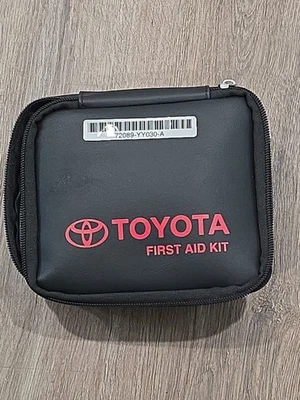 72089-YY030-A
TOYOTA
FIRST AID KIT